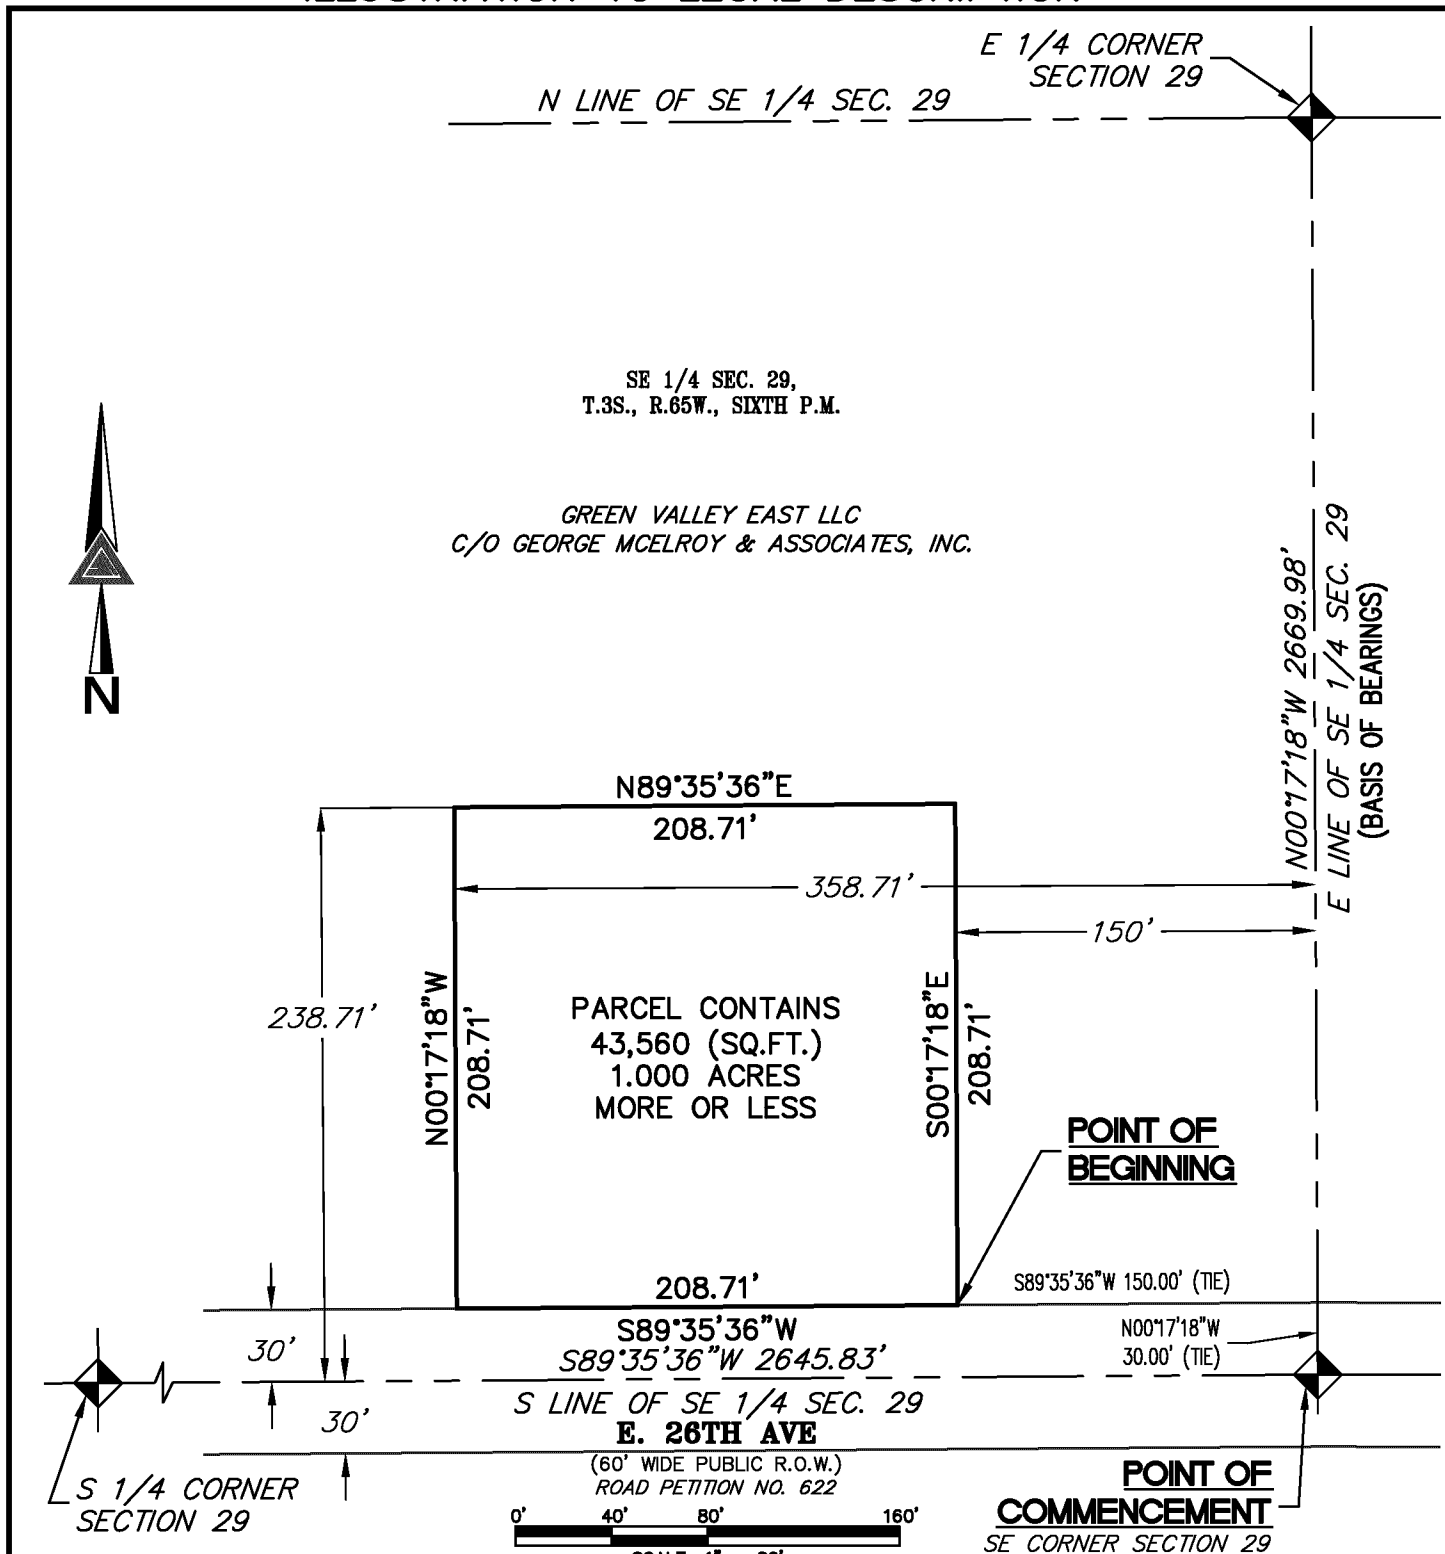 E 1/4 CORNER
SECTION 29
N LINE OF SE 1/4 SEC. 29
SE 1/4 SEC. 29,
T.3S., R.65W., SIXTH P.M.
GREEN VALLEY EAST LLC
C/O GEORGE MCELROY & ASSOCIATES, INC.
N
N00°17'18"W 2669.98'
E LINE OF SE 1/4 SEC. 29
(BASIS OF BEARINGS)
N89°35'36"E
208.71'
358.71'
150'
238.71'
N00°17'18"W
208.71'
PARCEL CONTAINS
43,560 (SQ.FT.)
1.000 ACRES
MORE OR LESS
S00°17'18"E
208.71'
POINT OF
BEGINNING
208.71'
S89°35'36"W
S89°35'36"W 150.00' (TIE)
N00°17'18"W
30.00' (TIE)
30'
S89°35'36"W 2645.83'
S LINE OF SE 1/4 SEC. 29
30'
E. 26TH AVE
(60' WIDE PUBLIC R.O.W.)
ROAD PETITION NO. 622
S 1/4 CORNER
SECTION 29
POINT OF
COMMENCEMENT
SE CORNER SECTION 29
0' 40' 80' 160'